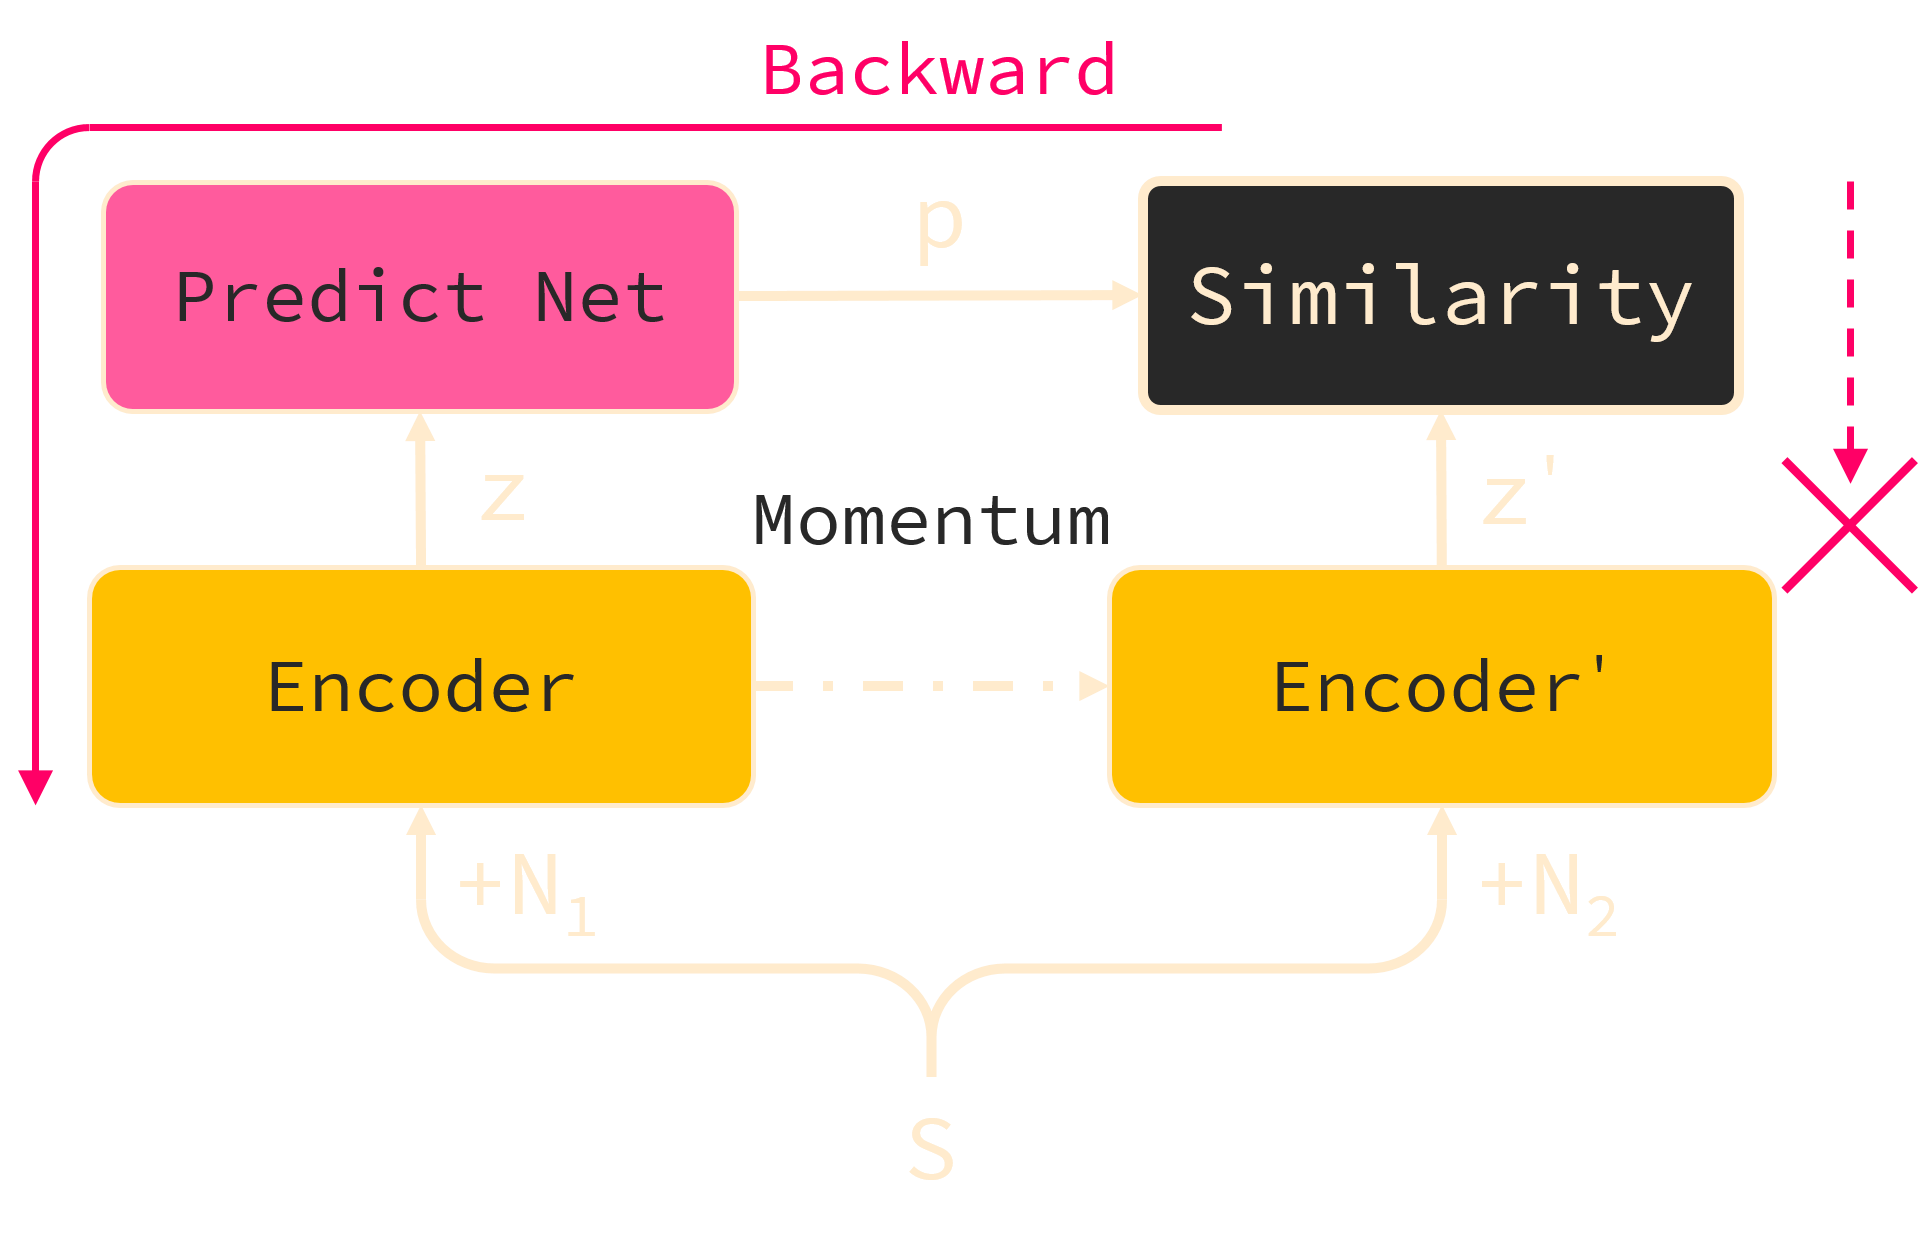 Backward
Predict Net
p
Similarity
z
Momentum
z'
Encoder
Encoder'
+N₁
+N₂
S